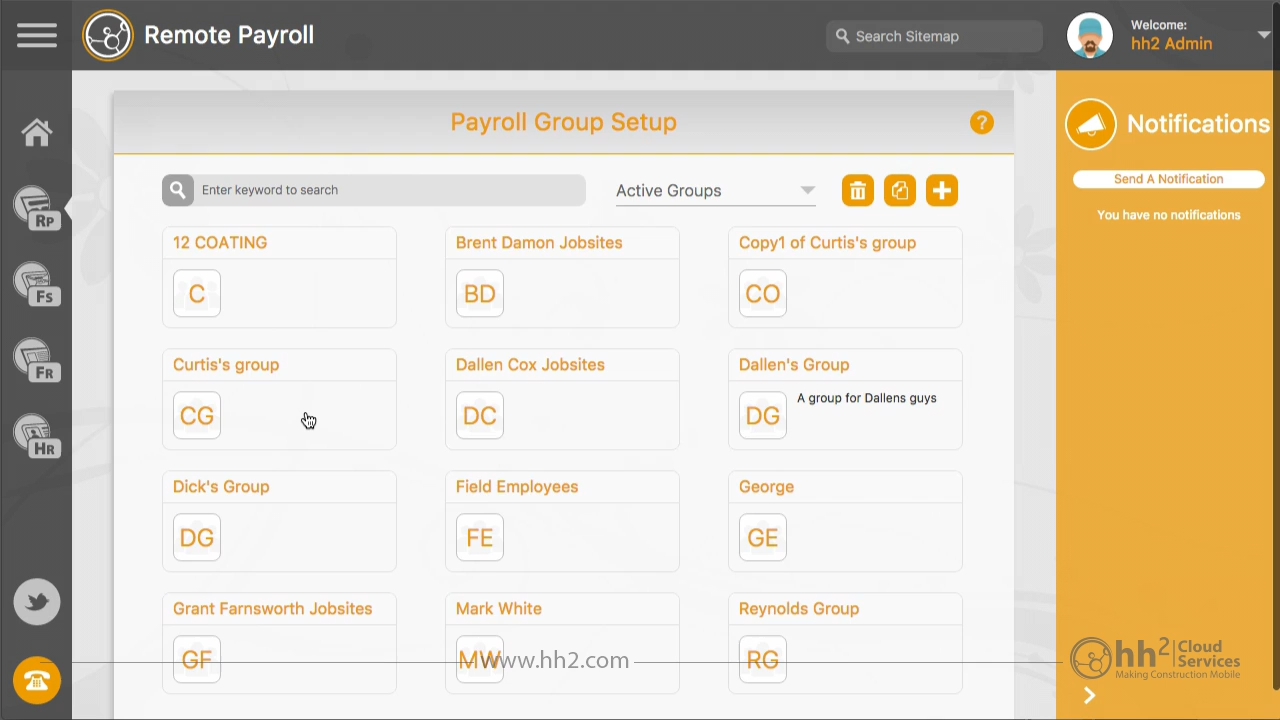 Remote Payroll
Search Sitemap
Welcome:
hh2 Admin
Payroll Group Setup
?
Notifications
Send A Notification
You have no notifications
Enter keyword to search
Active Groups
12 COATING
C
Brent Damon Jobsites
BD
Copy1 of Curtis's group
CO
Curtis's group
CG
Dallen Cox Jobsites
DC
Dallen's Group
DG
A group for Dallens guys
Dick's Group
DG
Field Employees
FE
George
GE
Grant Farnsworth Jobsites
GF
Mark White
MW
Reynolds Group
RG
RP
FS
FR
HR
www.hh2.com
hh2 Cloud Services
Making Construction Mobile